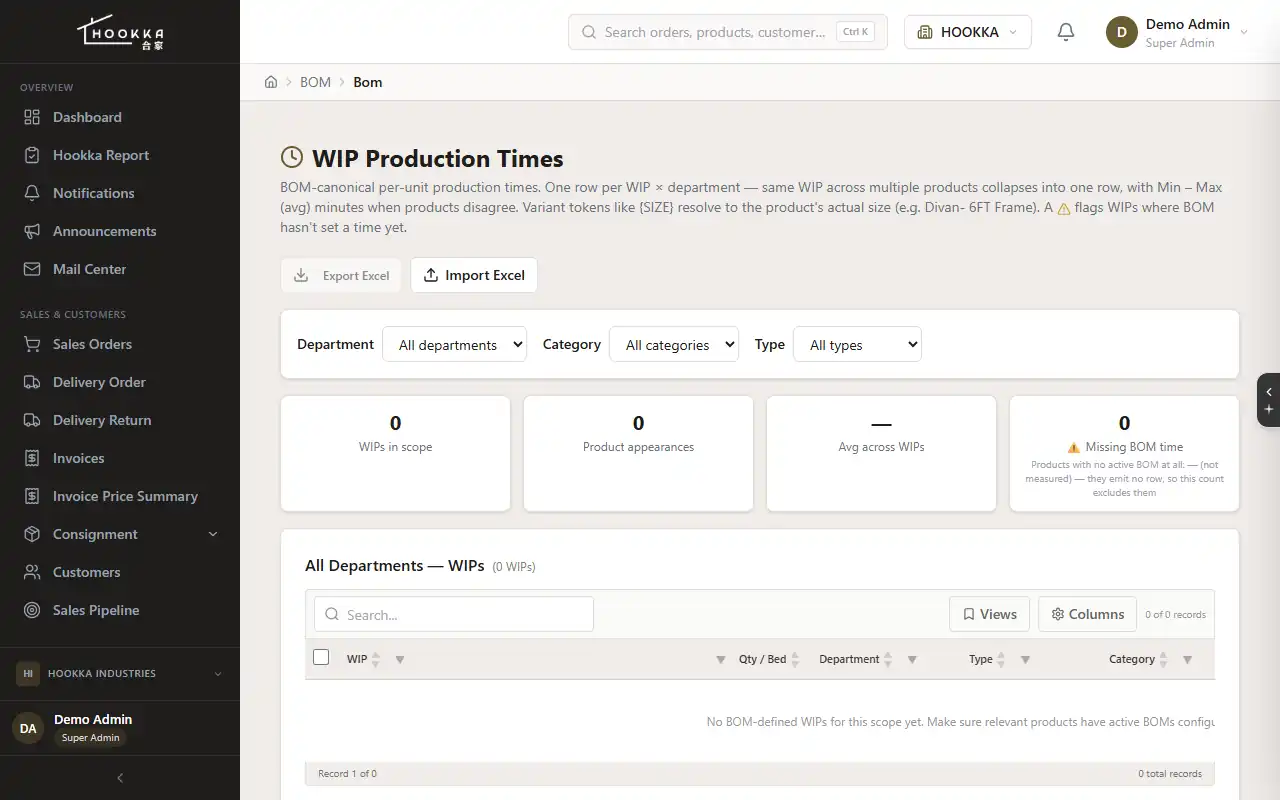 HOOKKA
合家
Search orders, products, customer...
Ctrl K
HOOKKA
D
Demo Admin
Super Admin
OVERVIEW
Dashboard
Hookka Report
Notifications
Announcements
Mail Center
SALES & CUSTOMERS
Sales Orders
Delivery Order
Delivery Return
Invoices
Invoice Price Summary
Consignment
Customers
Sales Pipeline
HI
HOOKKA INDUSTRIES
DA
Demo Admin
Super Admin
BOM
Bom
WIP Production Times
BOM-canonical per-unit production times. One row per WIP × department — same WIP across multiple products collapses into one row, with Min – Max
(avg) minutes when products disagree. Variant tokens like {SIZE} resolve to the product's actual size (e.g. Divan- 6FT Frame). A ⚠ flags WIPs where BOM
hasn't set a time yet.
Export Excel
Import Excel
Department
All departments
Category
All categories
Type
All types
0
WIPs in scope
0
Product appearances
—
Avg across WIPs
0
⚠ Missing BOM time
Products with no active BOM at all: — (not
measured) — they emit no row, so this count
excludes them
All Departments — WIPs (0 WIPs)
Search...
Views
Columns
0 of 0 records
WIP
Qty / Bed
Department
Type
Category
No BOM-defined WIPs for this scope yet. Make sure relevant products have active BOMs configu
Record 1 of 0
0 total records